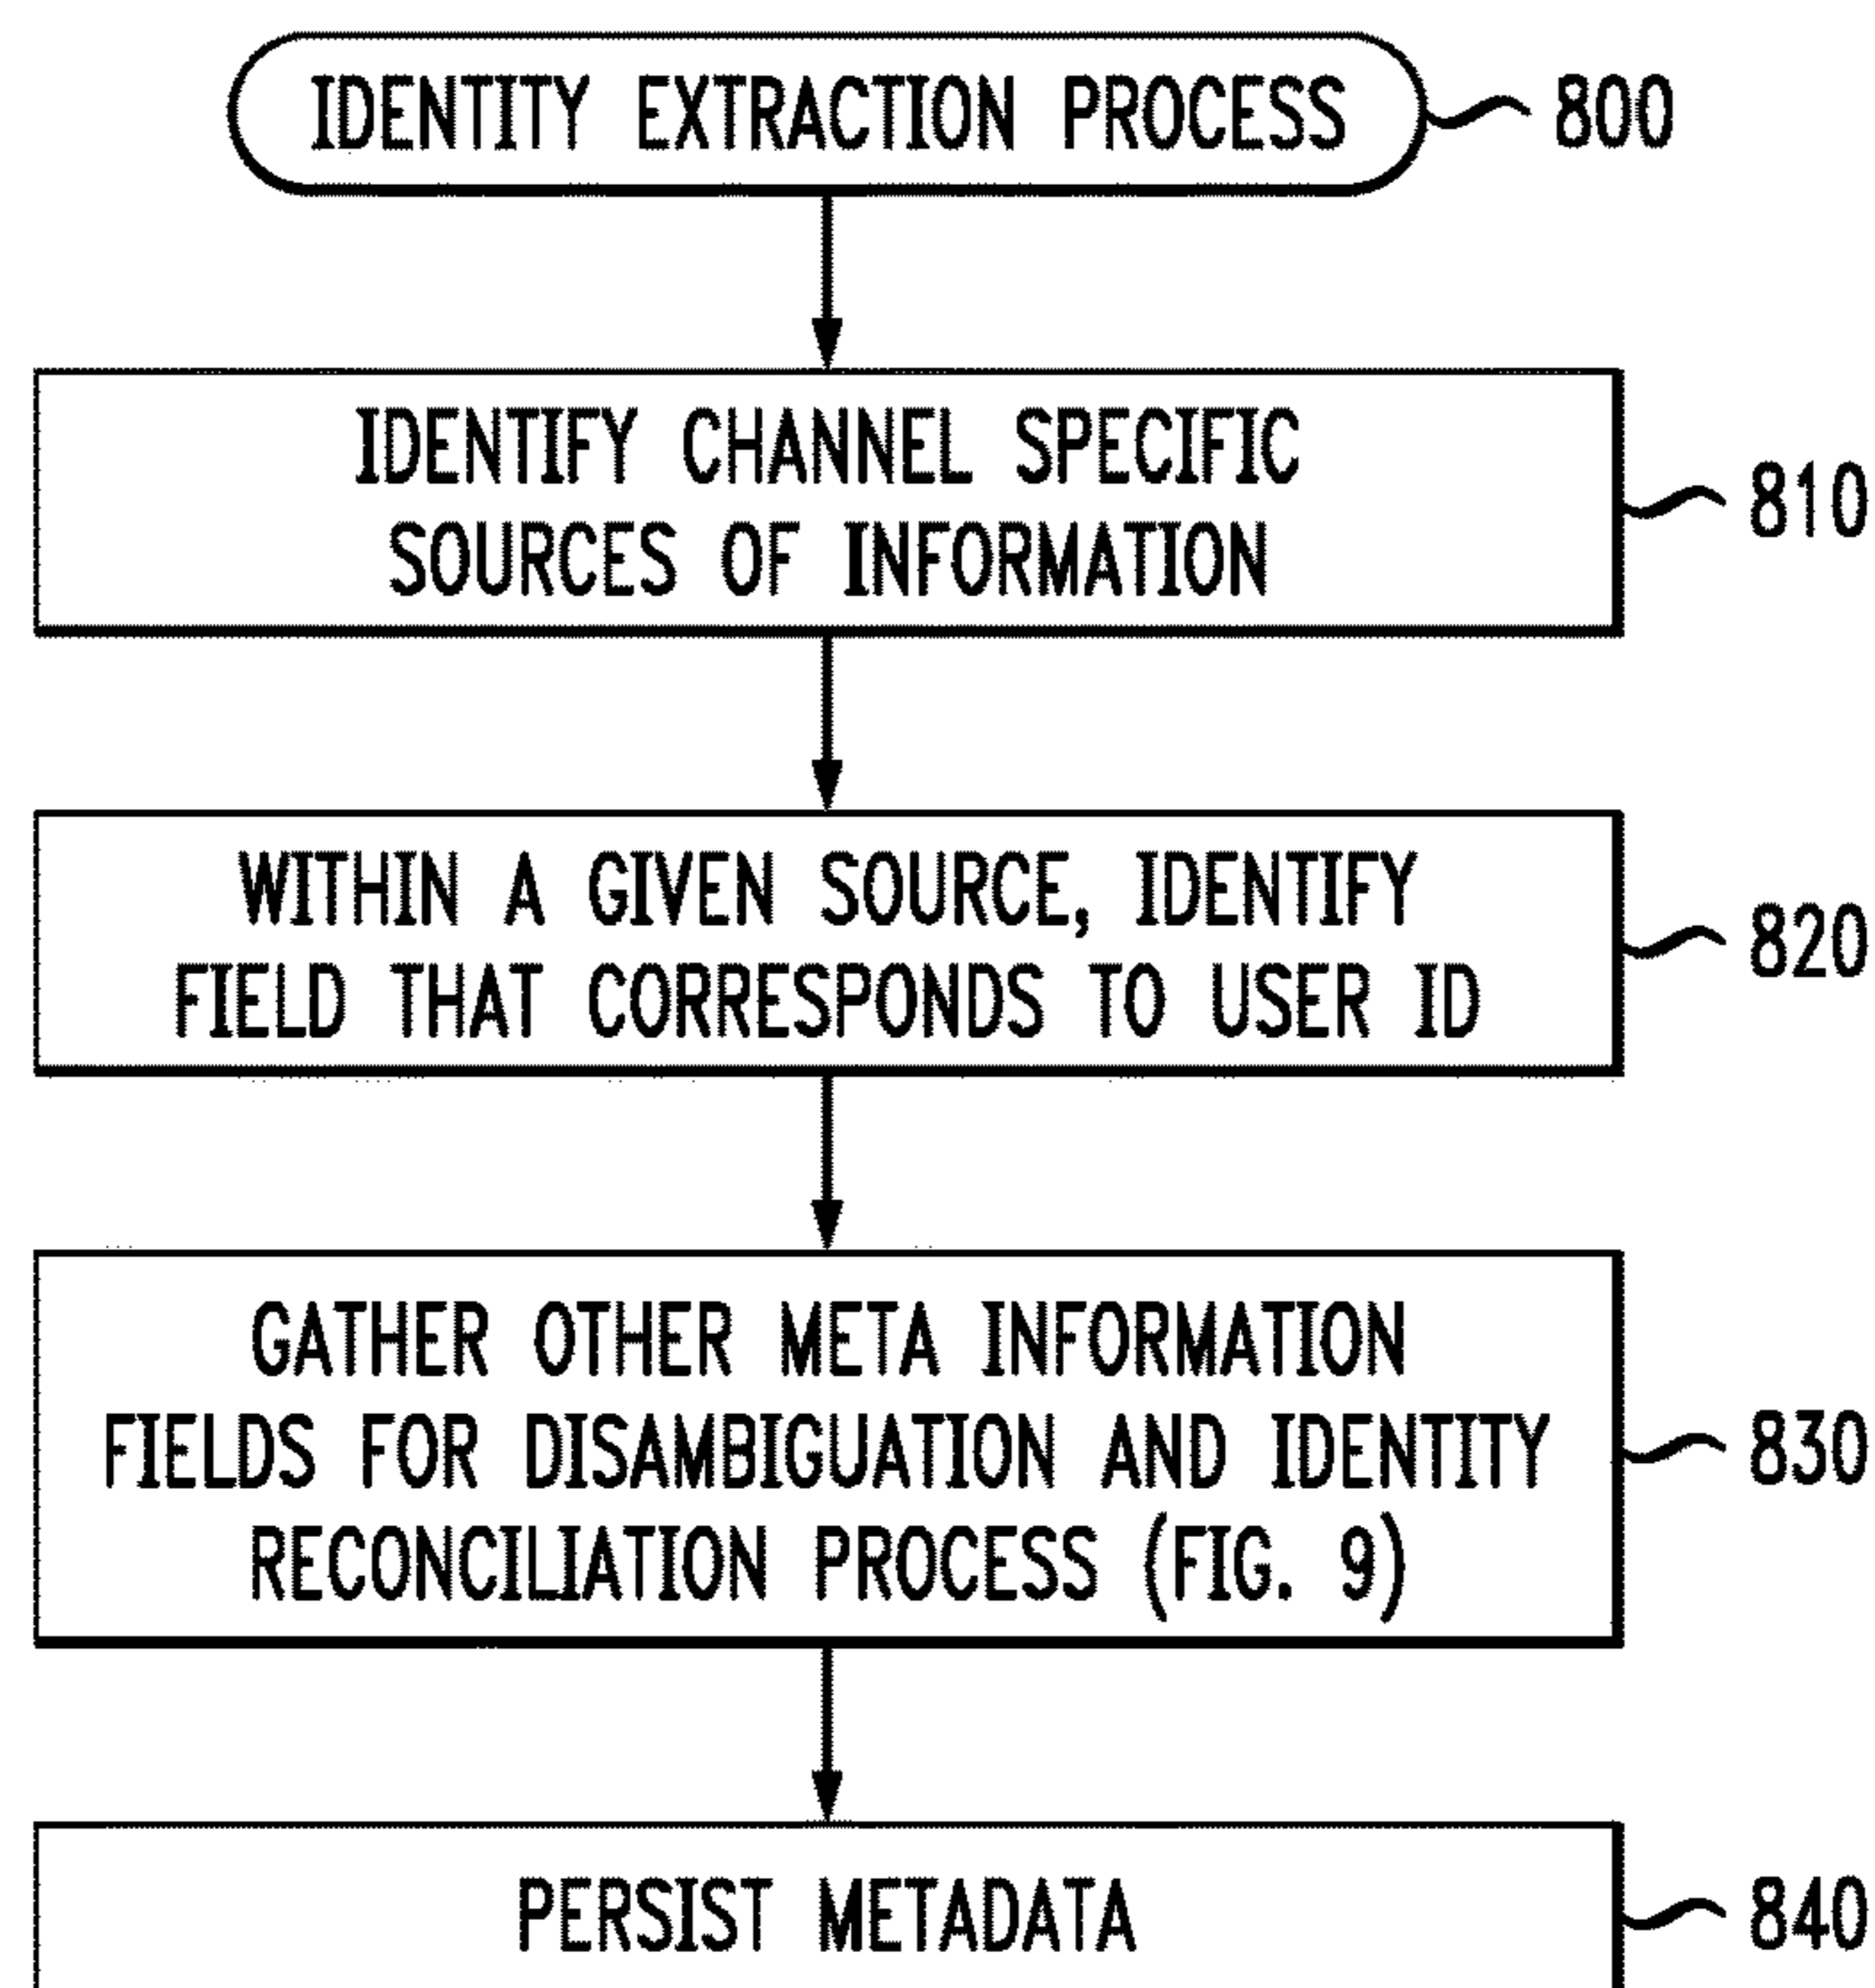 IDENTITY EXTRACTION PROCESS 800
IDENTIFY CHANNEL SPECIFIC
SOURCES OF INFORMATION
810
WITHIN A GIVEN SOURCE, IDENTIFY
FIELD THAT CORRESPONDS TO USER ID
820
GATHER OTHER META INFORMATION
FIELDS FOR DISAMBIGUATION AND IDENTITY
RECONCILIATION PROCESS (FIG. 9)
830
PERSIST METADATA 840